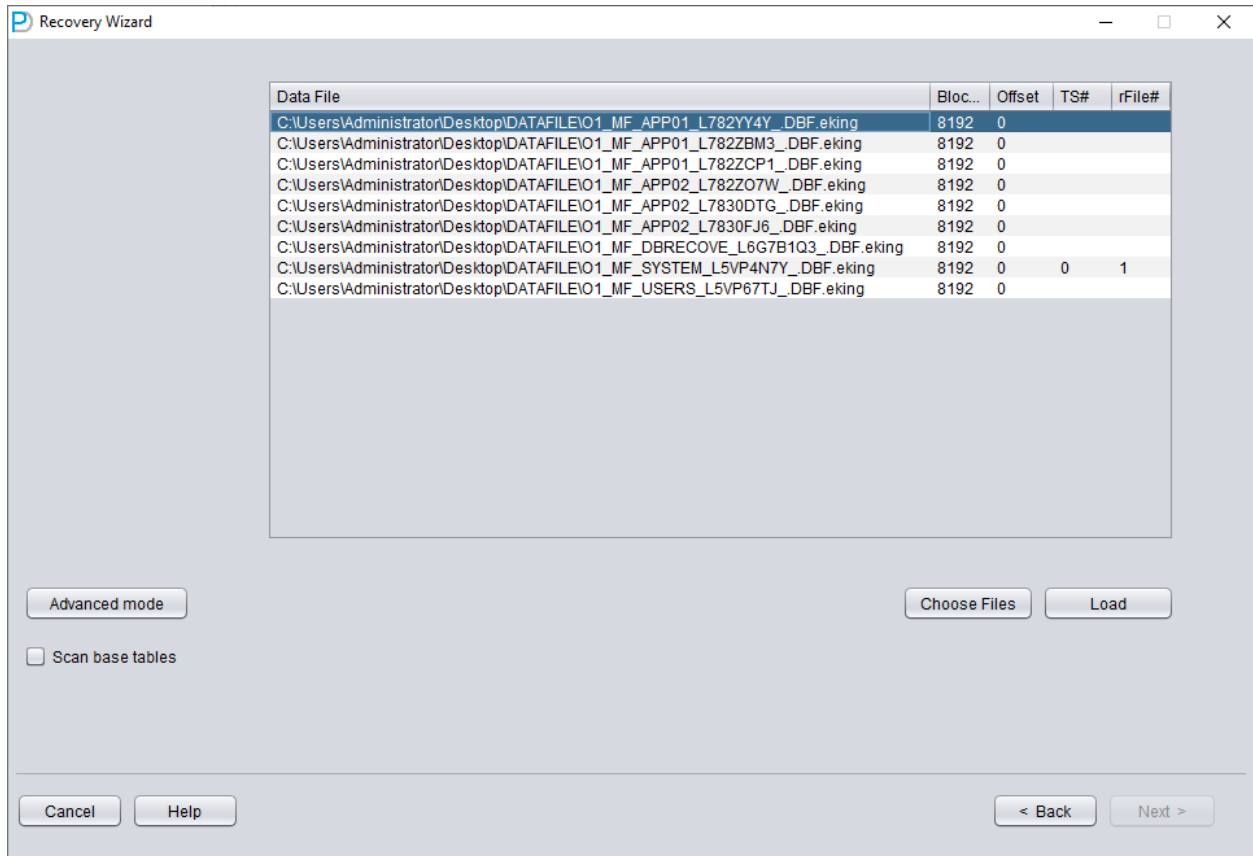 Recovery Wizard
Data File Bloc... Offset TS# rFile#
C:\Users\Administrator\Desktop\DATAFILE\O1_MF_APP01_L782YY4Y_.DBF.eking 8192 0
C:\Users\Administrator\Desktop\DATAFILE\O1_MF_APP01_L782ZBM3_.DBF.eking 8192 0
C:\Users\Administrator\Desktop\DATAFILE\O1_MF_APP01_L782ZCP1_.DBF.eking 8192 0
C:\Users\Administrator\Desktop\DATAFILE\O1_MF_APP02_L782ZO7W_.DBF.eking 8192 0
C:\Users\Administrator\Desktop\DATAFILE\O1_MF_APP02_L7830DTG_.DBF.eking 8192 0
C:\Users\Administrator\Desktop\DATAFILE\O1_MF_APP02_L7830FJ6_.DBF.eking 8192 0
C:\Users\Administrator\Desktop\DATAFILE\O1_MF_DBRECOVE_L6G7B1Q3_.DBF.eking 8192 0
C:\Users\Administrator\Desktop\DATAFILE\O1_MF_SYSTEM_L5VP4N7Y_.DBF.eking 8192 0 0 1
C:\Users\Administrator\Desktop\DATAFILE\O1_MF_USERS_L5VP67TJ_.DBF.eking 8192 0
Advanced mode Choose Files Load
Scan base tables
Cancel Help < Back Next >